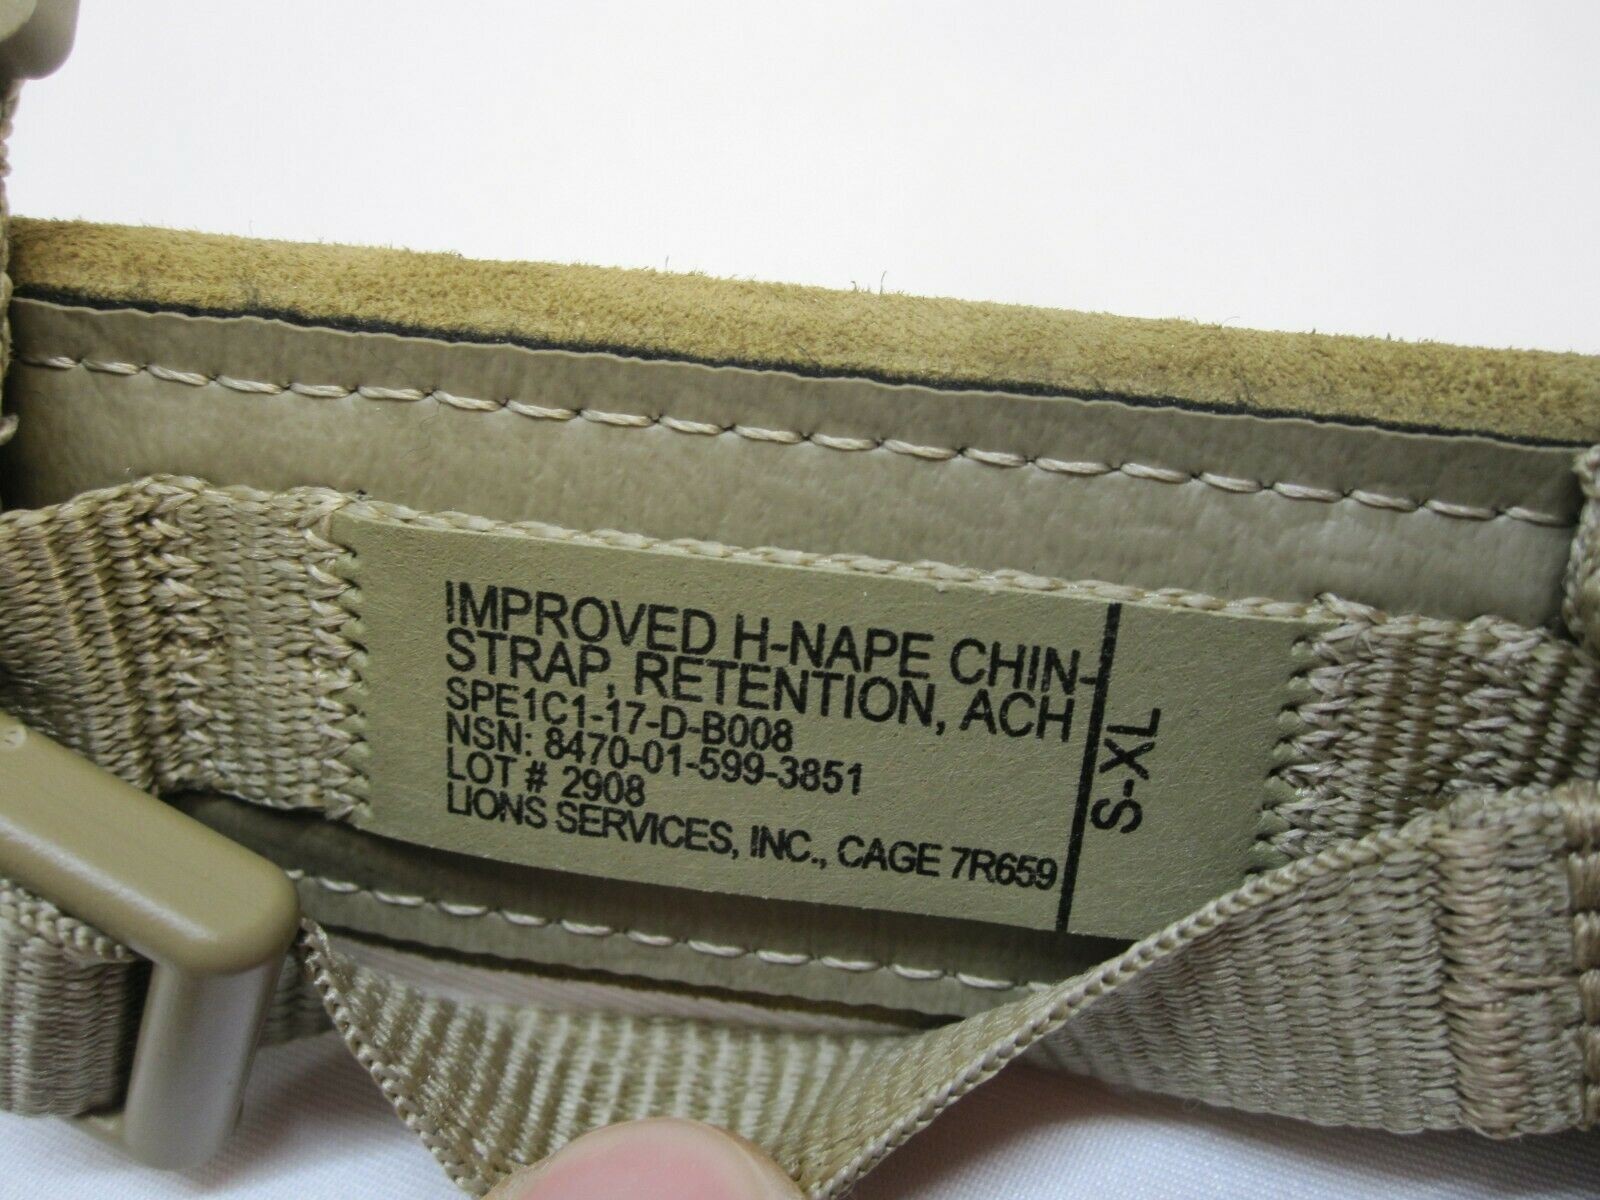 IMPROVED H-NAPE CHIN-
STRAP, RETENTION, ACH
SPE1C1-17-D-B008
NSN: 8470-01-599-3851
LOT # 2908
LIONS SERVICES, INC., CAGE 7R659
S-XL